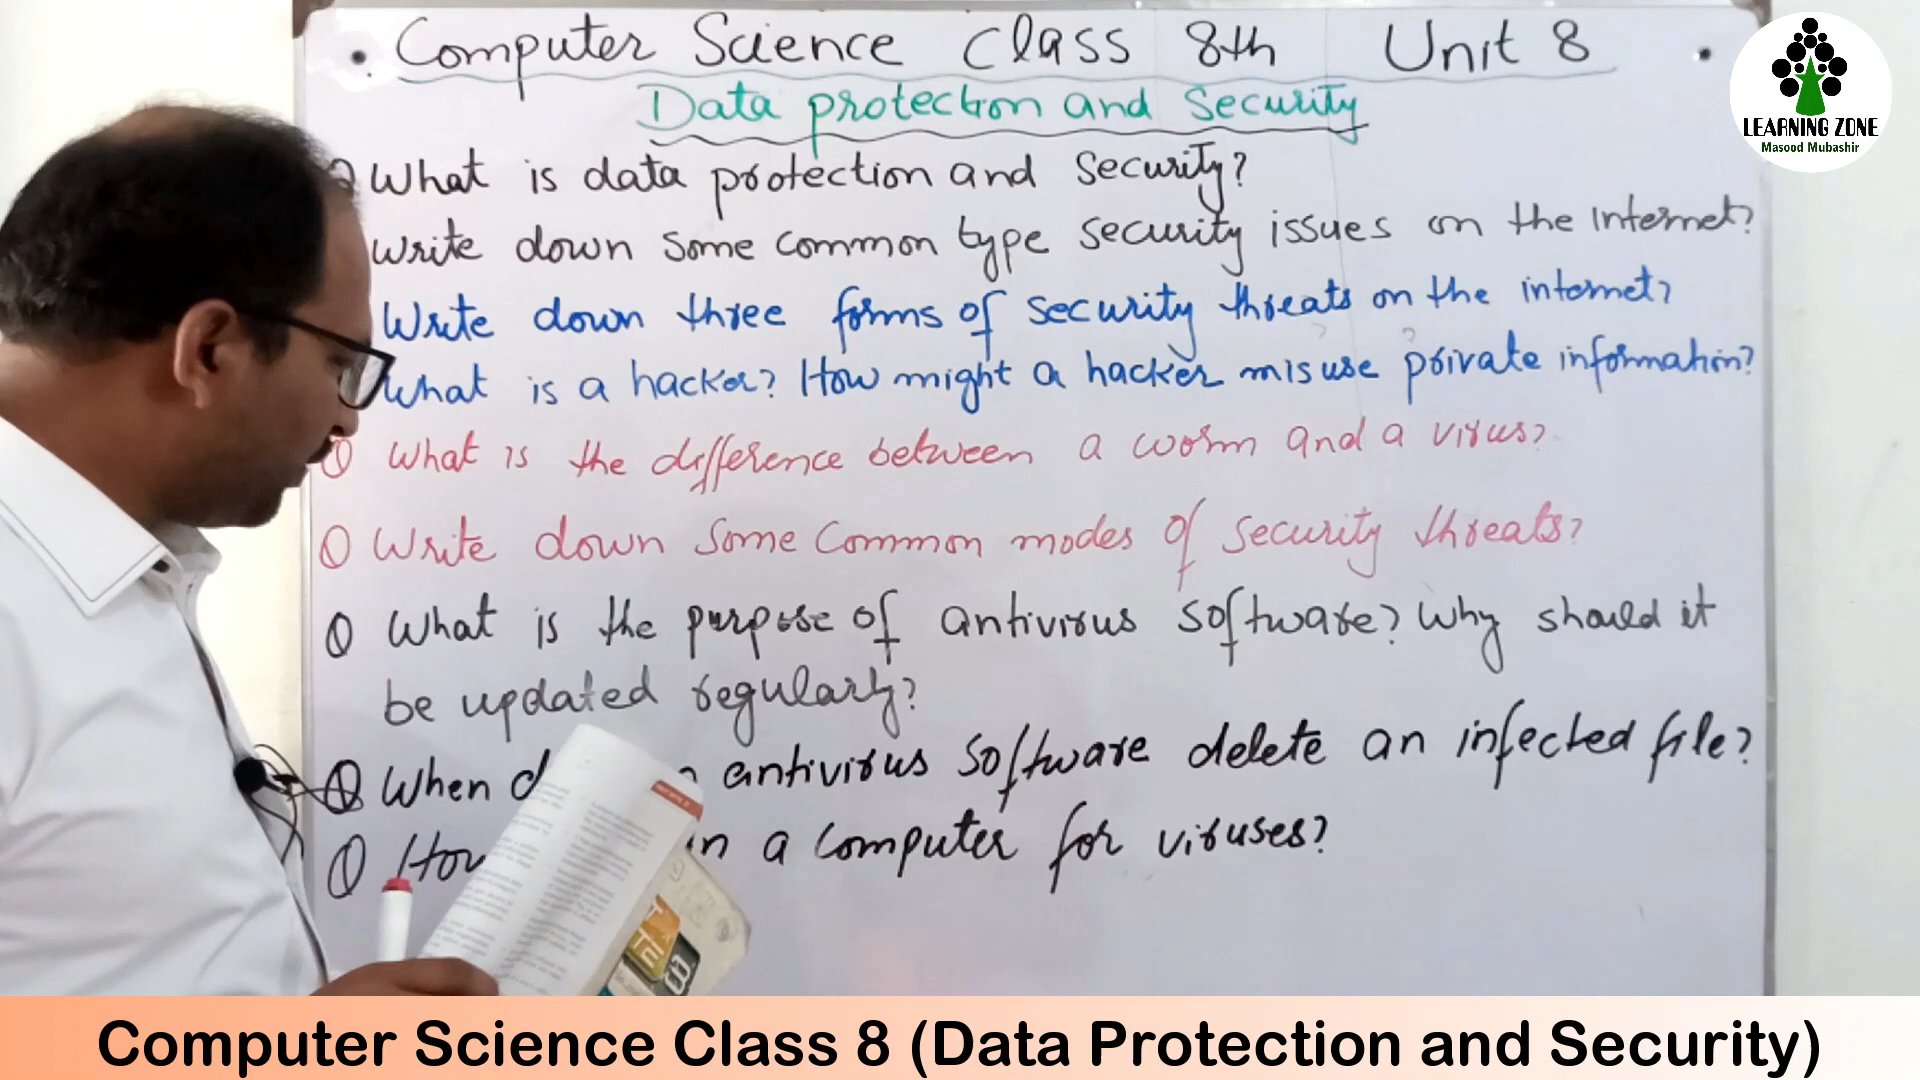 • Computer Science Class 8th Unit 8 •
Data protection and Security
LEARNING ZONE
Masood Mubashir
Q What is data protection and Security?
Write down some common type security issues on the internet?
Write down three forms of security threats on the internet?
What is a hacker? How might a hacker misuse private information?
Q What is the difference between a worm and a virus?
Q Write down some common modes of security threats?
Q What is the purpose of antivirus software? Why should it
be updated regularly?
Q When antivirus software delete an infected file?
Q How a computer for viruses?
Computer Science Class 8 (Data Protection and Security)